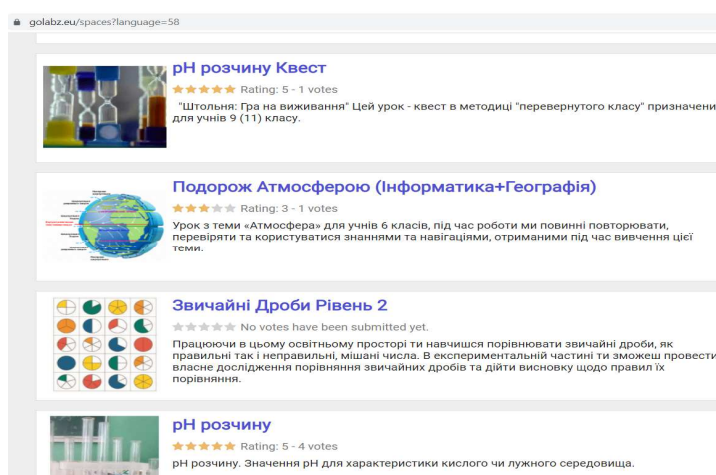 golabz.eu/spaces?language=58
рН розчину Квест
Rating: 5 - 1 votes
"Штольня: Гра на виживання" Цей урок - квест в методиці "перевернутого класу" призначени
для учнів 9 (11) класу.
Подорож Атмосферою (Інформатика+Географія)
Rating: 3 - 1 votes
Урок з теми «Атмосфера» для учнів 6 класів, під час роботи ми повинні повторювати,
перевіряти та користуватися знаннями та навігаціями, отриманими під час вивчення цієї
теми.
Звичайні Дроби Рівень 2
No votes have been submitted yet.
Працюючи в цьому освітньому просторі ти навчишся порівнювати звичайні дроби, як
правильні так і неправильні, мішані числа. В експериментальній частині ти зможеш провести
власне дослідження порівняння звичайних дробів та дійти висновку щодо правил їх
порівняння.
рН розчину
Rating: 5 - 4 votes
рН розчину. Значення рН для характеристики кислого чи лужного середовища.